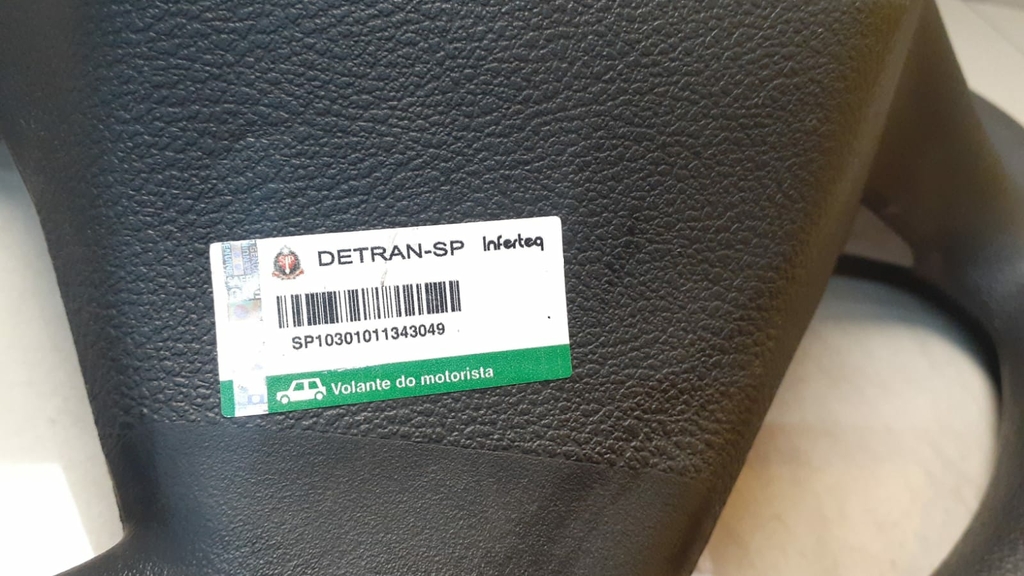 DETRAN-SP Inferteq
SP10301011343049
Volante do motorista